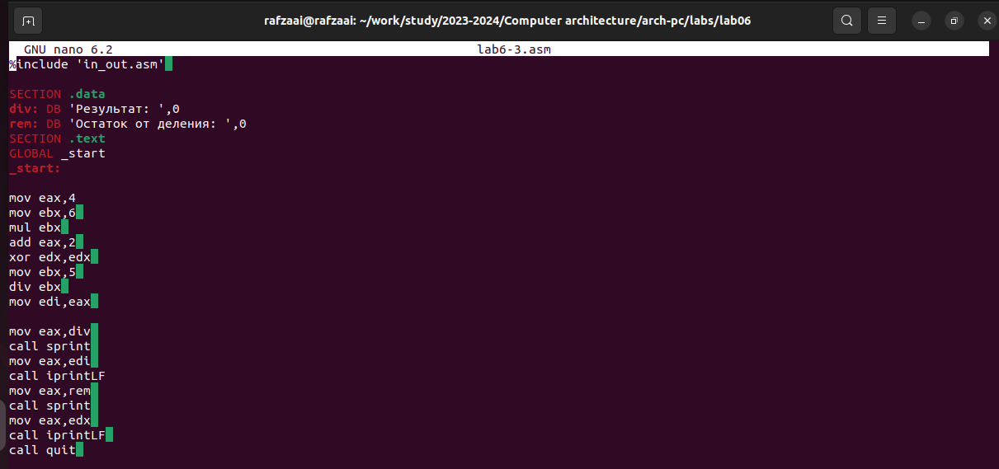 rafzaai@rafzaai: ~/work/study/2023-2024/Computer architecture/arch-pc/labs/lab06
GNU nano 6.2 lab6-3.asm
%include 'in_out.asm'
SECTION .data
div: DB 'Результат: ',0
rem: DB 'Остаток от деления: ',0
SECTION .text
GLOBAL _start
_start:
mov eax,4
mov ebx,6
mul ebx
add eax,2
xor edx,edx
mov ebx,5
div ebx
mov edi,eax
mov eax,div
call sprint
mov eax,edi
call iprintLF
mov eax,rem
call sprint
mov eax,edx
call iprintLF
call quit